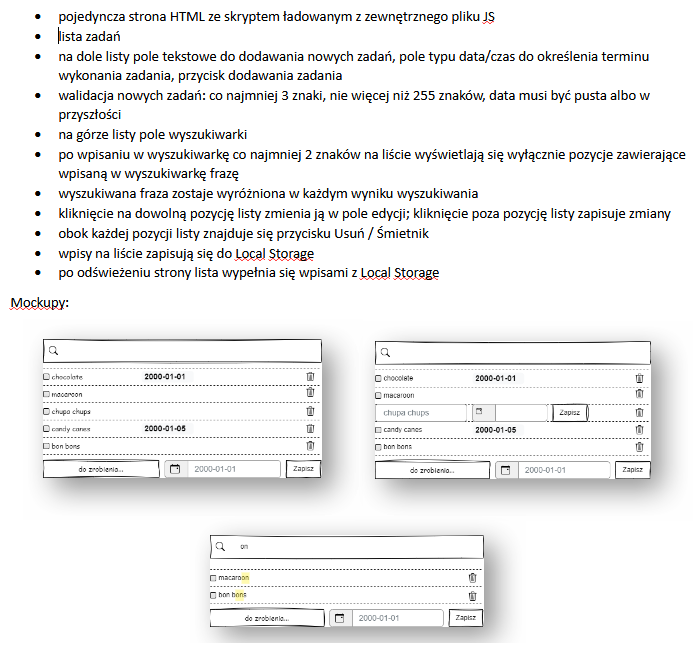 pojedyncza strona HTML ze skryptem ładowanym z zewnętrznego pliku JS
lista zadań
na dole listy pole tekstowe do dodawania nowych zadań, pole typu data/czas do określenia terminu
wykonania zadania, przycisk dodawania zadania
walidacja nowych zadań: co najmniej 3 znaki, nie więcej niż 255 znaków, data musi być pusta albo w
przyszłości
na górze listy pole wyszukiwarki
po wpisaniu w wyszukiwarkę co najmniej 2 znaków na liście wyświetlają się wyłącznie pozycje zawierające
wpisaną w wyszukiwarkę frazę
wyszukiwana fraza zostaje wyróżniona w każdym wyniku wyszukiwania
kliknięcie na dowolną pozycję listy zmienia ją w pole edycji; kliknięcie poza pozycję listy zapisuje zmiany
obok każdej pozycji listy znajduje się przycisku Usuń / Śmietnik
wpisy na liście zapisują się do Local Storage
po odświeżeniu strony lista wypełnia się wpisami z Local Storage
Mockupy:
chocolate 2000-01-01
macaroon
chupa chups
candy canes 2000-01-05
bon bons
do zrobienia... 2000-01-01 Zapisz
chocolate 2000-01-01
macaroon
chupa chups Zapisz
candy canes 2000-01-05
bon bons
do zrobienia... 2000-01-01 Zapisz
on
macaroon
bon bons
do zrobienia... 2000-01-01 Zapisz